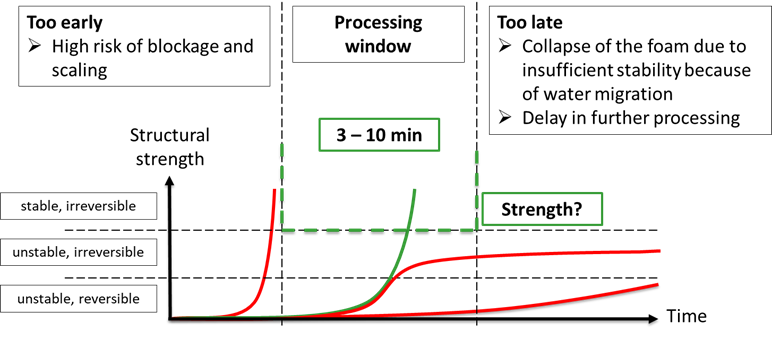 Too early
➢ High risk of blockage and
scaling
Processing
window
Too late
➢ Collapse of the foam due to
insufficient stability because
of water migration
➢ Delay in further processing
3 – 10 min
Structural
strength
stable, irreversible
Strength?
unstable, irreversible
unstable, reversible
Time